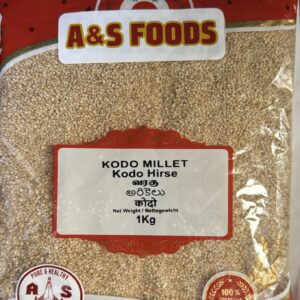 A&S FOODS
KODO MILLET
Kodo Hirse
வரகு
అరికెలు
कोदो
Net Weight / Nettogewicht
1Kg
PURE & HEALTHY
A S
100%